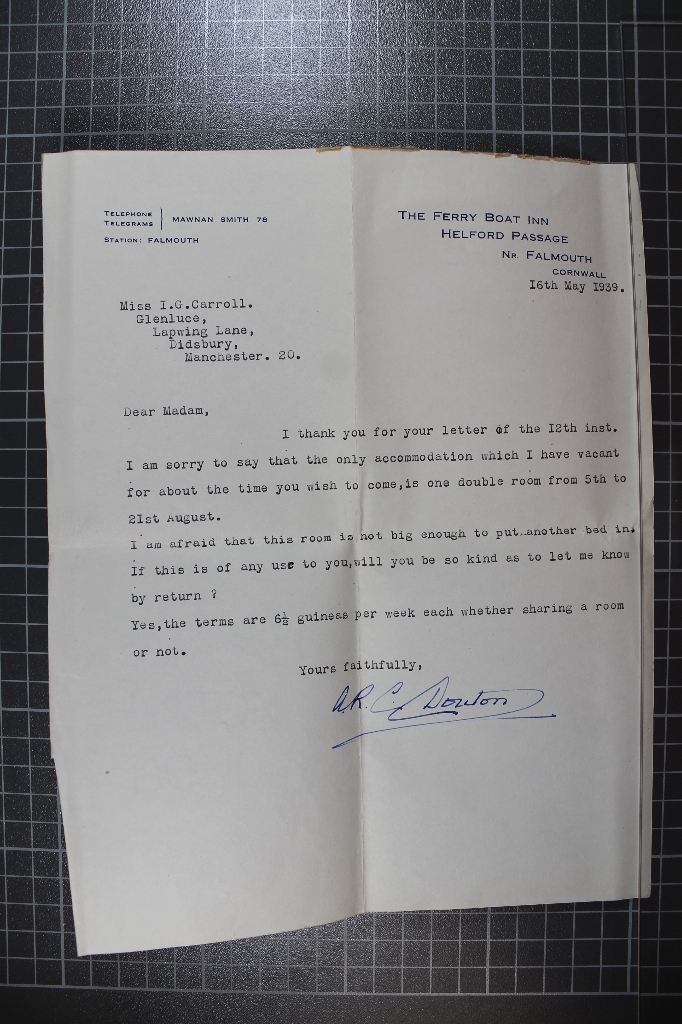 TELEPHONE
TELEGRAMS
MAWNAN SMITH 78
STATION: FALMOUTH
THE FERRY BOAT INN
HELFORD PASSAGE
NR. FALMOUTH
CORNWALL
16th May 1939.
Miss I.G.Carroll.
Glenluce,
Lapwing Lane,
Didsbury,
Manchester. 20.
Dear Madam,
I thank you for your letter of the 12th inst.
I am sorry to say that the only accommodation which I have vacant
for about the time you wish to come,is one double room from 5th to
21st August.
I am afraid that this room is not big enough to put..another bed in.
If this is of any use to you,will you be so kind as to let me know
by return ?
Yes,the terms are 6½ guineas per week each whether sharing a room
or not.
Yours faithfully,
A.R.C.